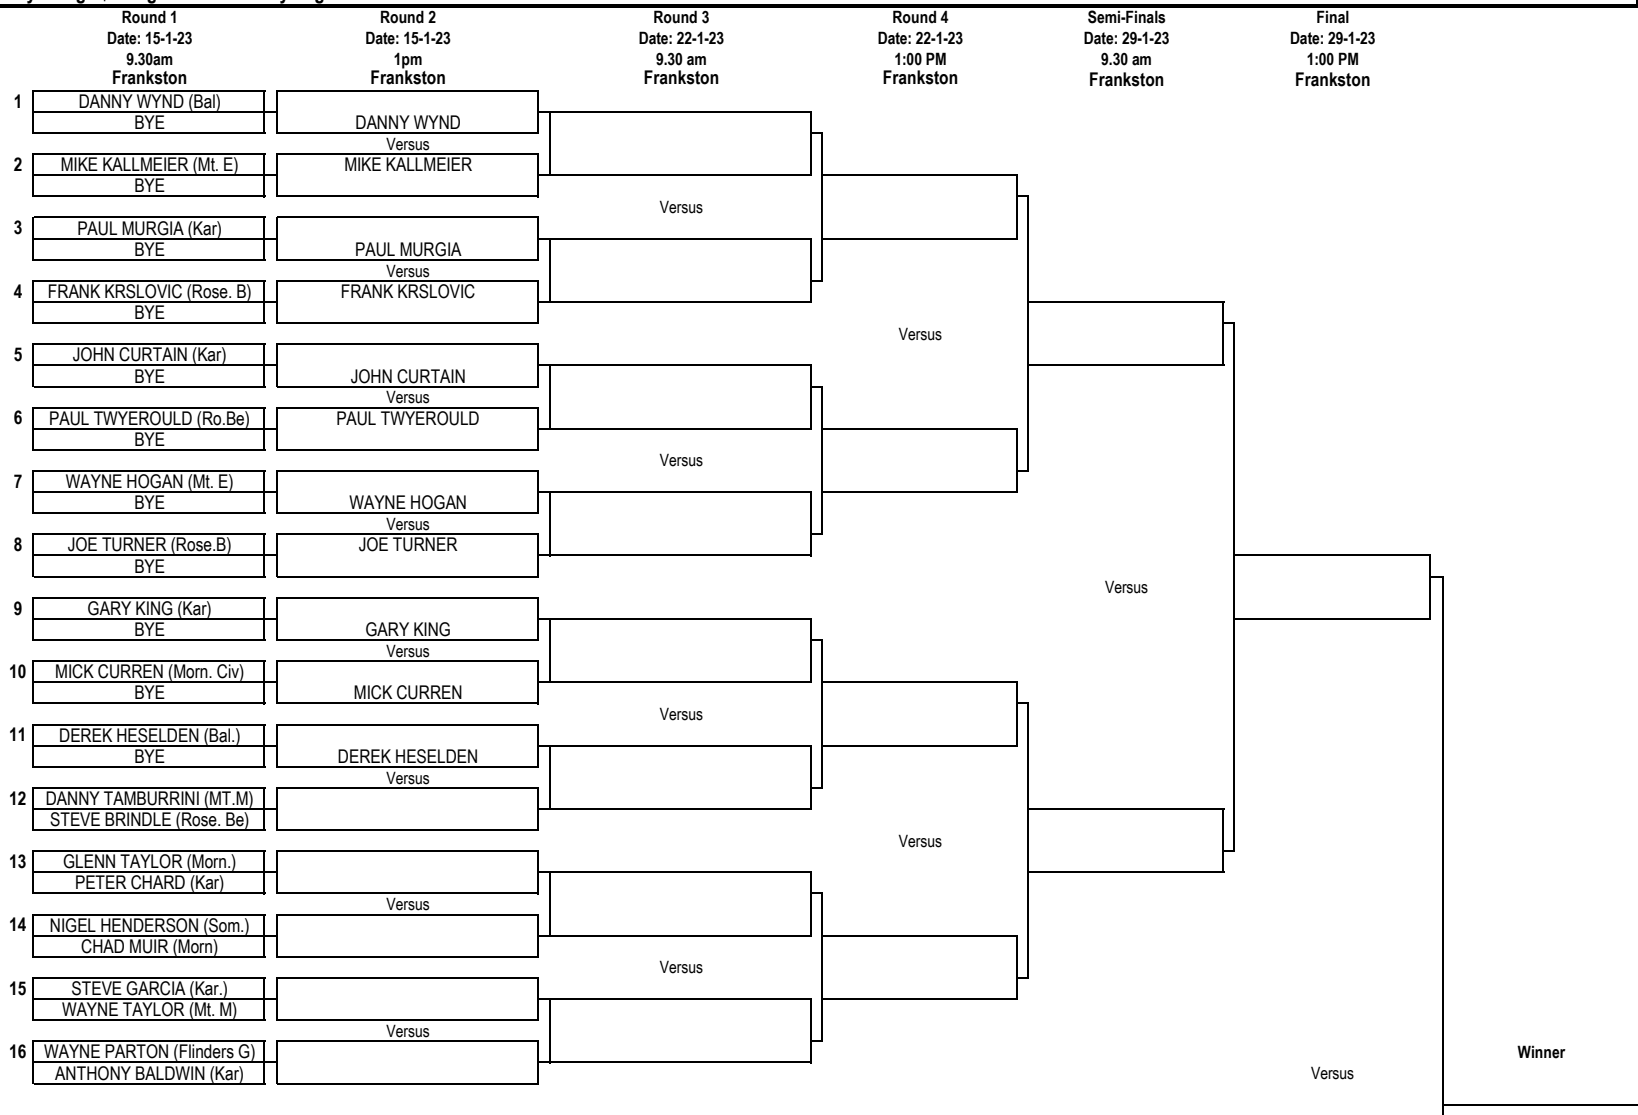 Round 1
Date: 15-1-23
9.30am
Frankston
Round 2
Date: 15-1-23
1pm
Frankston
Round 3
Date: 22-1-23
9.30 am
Frankston
Round 4
Date: 22-1-23
1:00 PM
Frankston
Semi-Finals
Date: 29-1-23
9.30 am
Frankston
Final
Date: 29-1-23
1:00 PM
Frankston
1
DANNY WYND (Bal)
BYE
2
MIKE KALLMEIER (Mt. E)
BYE
3
PAUL MURGIA (Kar)
BYE
4
FRANK KRSLOVIC (Rose. B)
BYE
5
JOHN CURTAIN (Kar)
BYE
6
PAUL TWYEROULD (Ro.Be)
BYE
7
WAYNE HOGAN (Mt. E)
BYE
8
JOE TURNER (Rose.B)
BYE
9
GARY KING (Kar)
BYE
10
MICK CURREN (Morn. Civ)
BYE
11
DEREK HESELDEN (Bal.)
BYE
12
DANNY TAMBURRINI (MT.M)
STEVE BRINDLE (Rose. Be)
13
GLENN TAYLOR (Morn.)
PETER CHARD (Kar)
14
NIGEL HENDERSON (Som.)
CHAD MUIR (Morn)
15
STEVE GARCIA (Kar.)
WAYNE TAYLOR (Mt. M)
16
WAYNE PARTON (Flinders G)
ANTHONY BALDWIN (Kar)
DANNY WYND
Versus
MIKE KALLMEIER
PAUL MURGIA
Versus
FRANK KRSLOVIC
JOHN CURTAIN
Versus
PAUL TWYEROULD
WAYNE HOGAN
Versus
JOE TURNER
GARY KING
Versus
MICK CURREN
DEREK HESELDEN
Versus
Versus
Versus
Versus
Versus
Versus
Versus
Versus
Versus
Versus
Versus
Winner